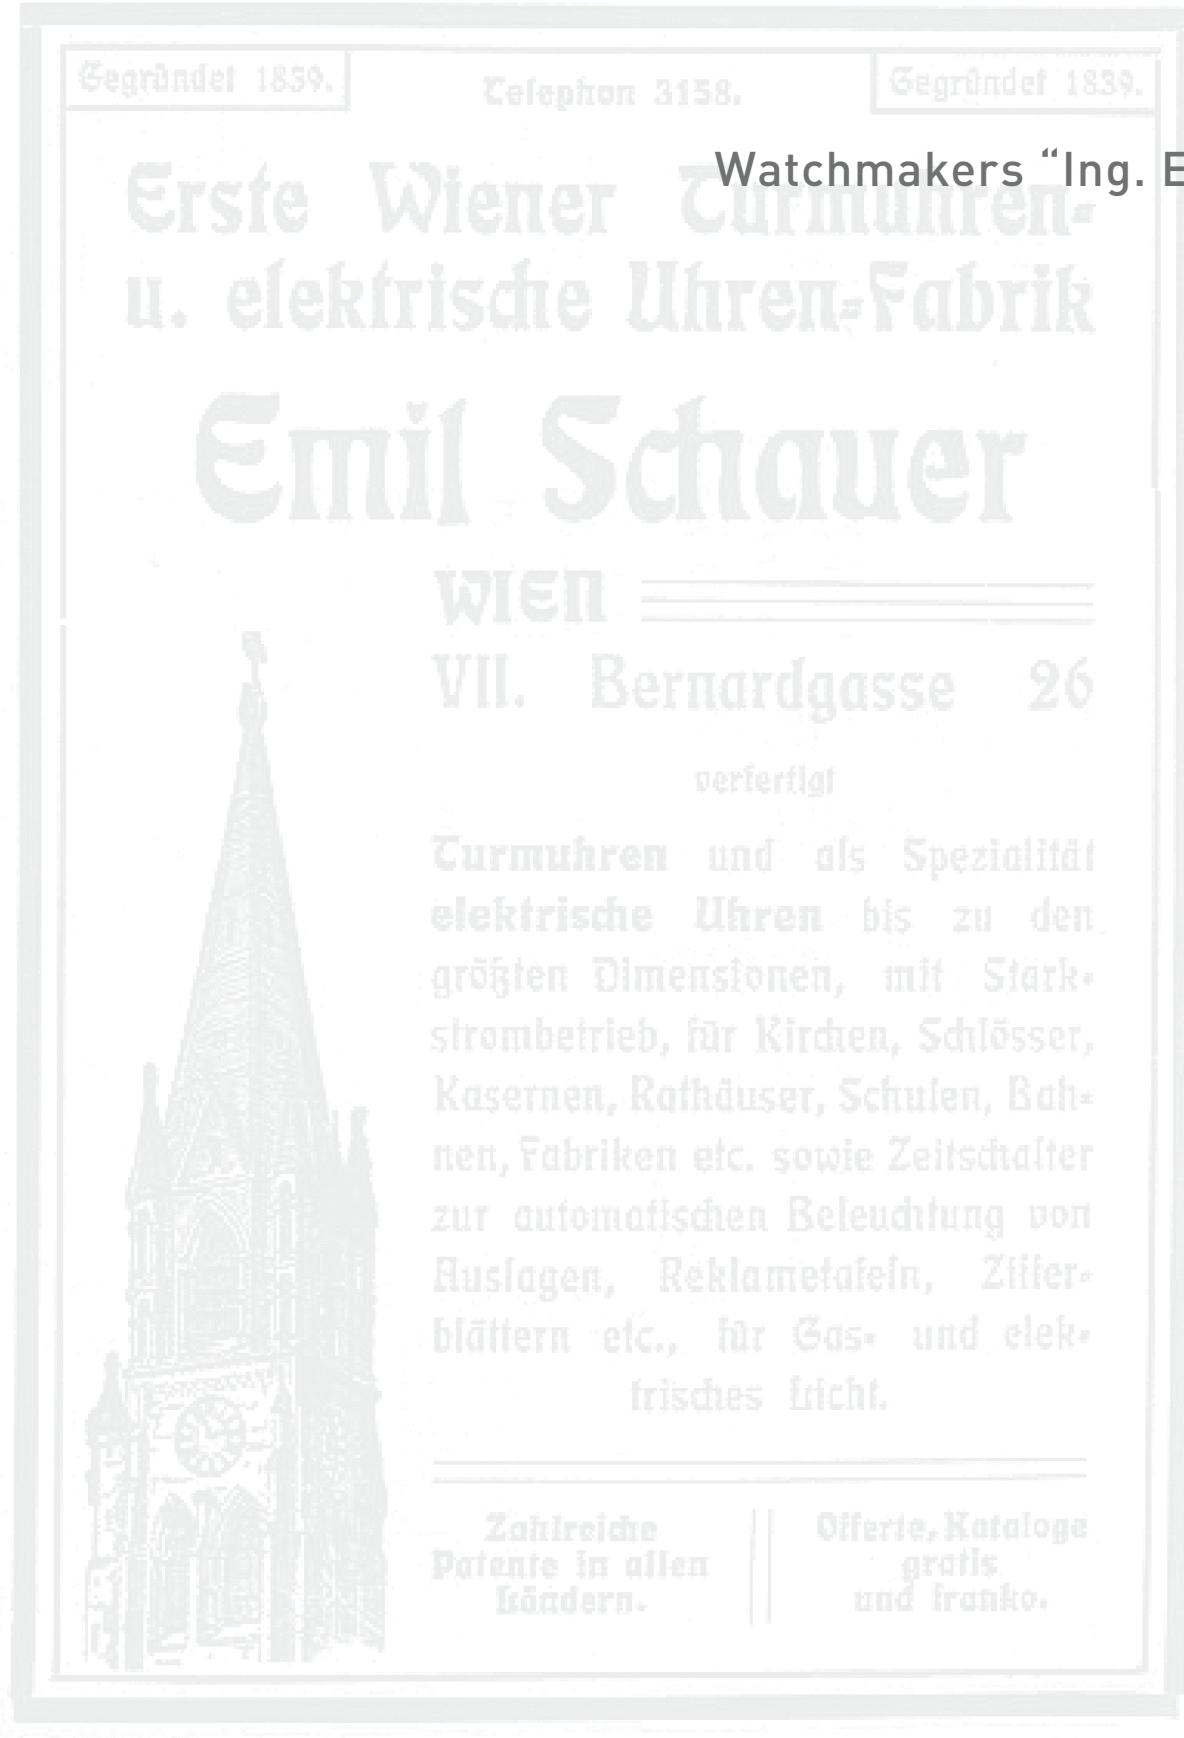 Gegründet 1839.
Telephon 3158.
Gegründet 1839.
Watchmakers “Ing. E
Erste Wiener Turmuhren-
u. elektrische Uhren-Fabrik
Emil Schauer
WIEN
VII. Bernardgasse 26
verfertigt
Turmuhren und als Spezialität
elektrische Uhren bis zu den
größten Dimensionen, mit Stark-
strombetrieb, für Kirchen, Schlösser,
Kasernen, Rathäuser, Schulen, Bah-
nen, Fabriken etc. sowie Zeitschalter
zur automatischen Beleuchtung von
Auslagen, Reklametafeln, Ziffer-
blättern etc., für Gas- und elek-
trisches Licht.
Zahlreiche
Patente in allen
Ländern.
Offerte, Kataloge
gratis
und franko.